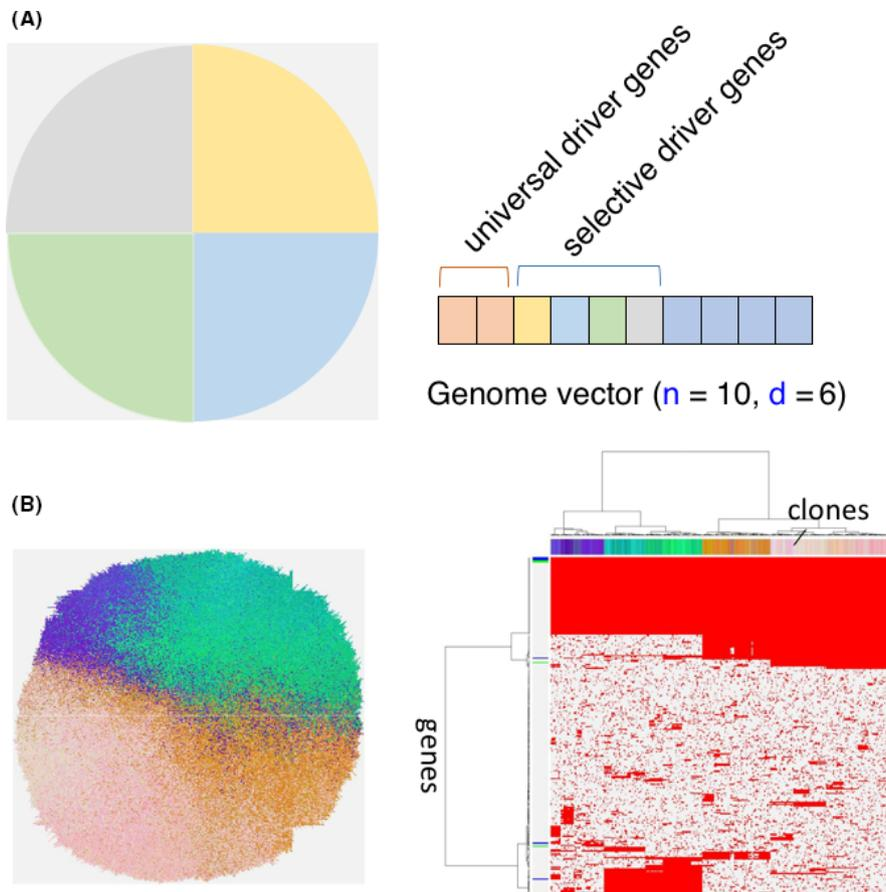 (A)
universal driver genes
selective driver genes
Genome vector (n = 10, d = 6)
(B)
clones
genes